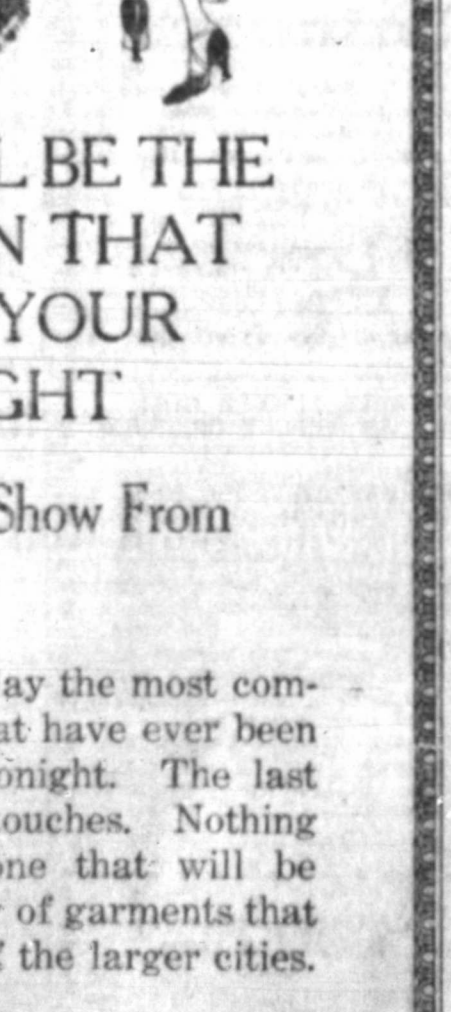 L BE THE
N THAT
YOUR
GHT
Show From
ay the most com-
at have ever been
onight. The last
touches. Nothing
one that will be
of garments that
the larger cities.